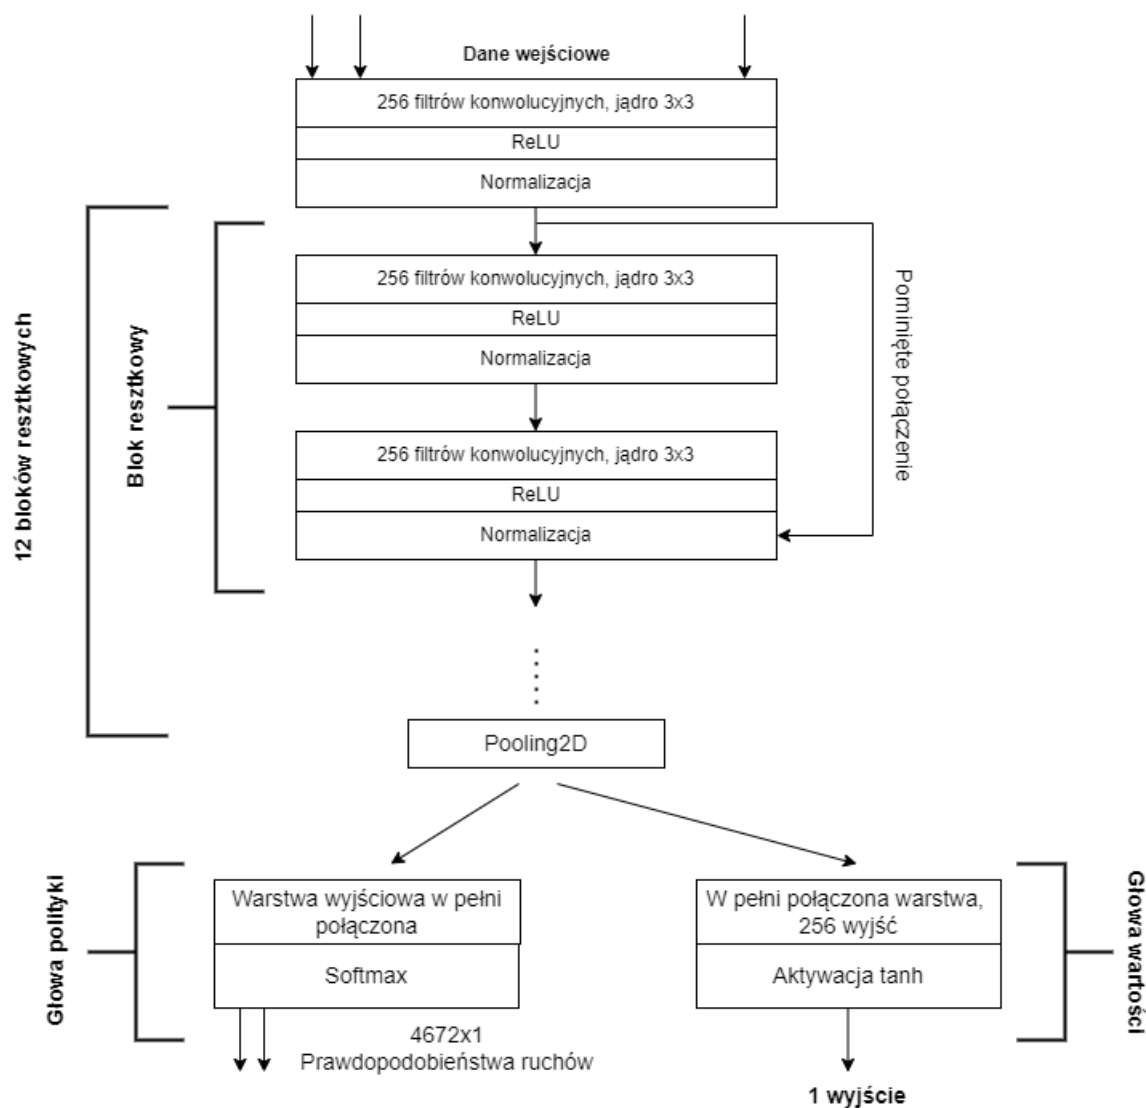 Dane wejściowe
256 filtrów konwolucyjnych, jądro 3x3
ReLU
Normalizacja
12 bloków resztkowych
Blok resztkowy
256 filtrów konwolucyjnych, jądro 3x3
ReLU
Normalizacja
Pominięte połączenie
256 filtrów konwolucyjnych, jądro 3x3
ReLU
Normalizacja
Pooling2D
Głowa polityki
Warstwa wyjściowa w pełni
połączona
Softmax
4672x1
Prawdopodobieństwa ruchów
W pełni połączona warstwa,
256 wyjść
Aktywacja tanh
Głowa wartości
1 wyjście